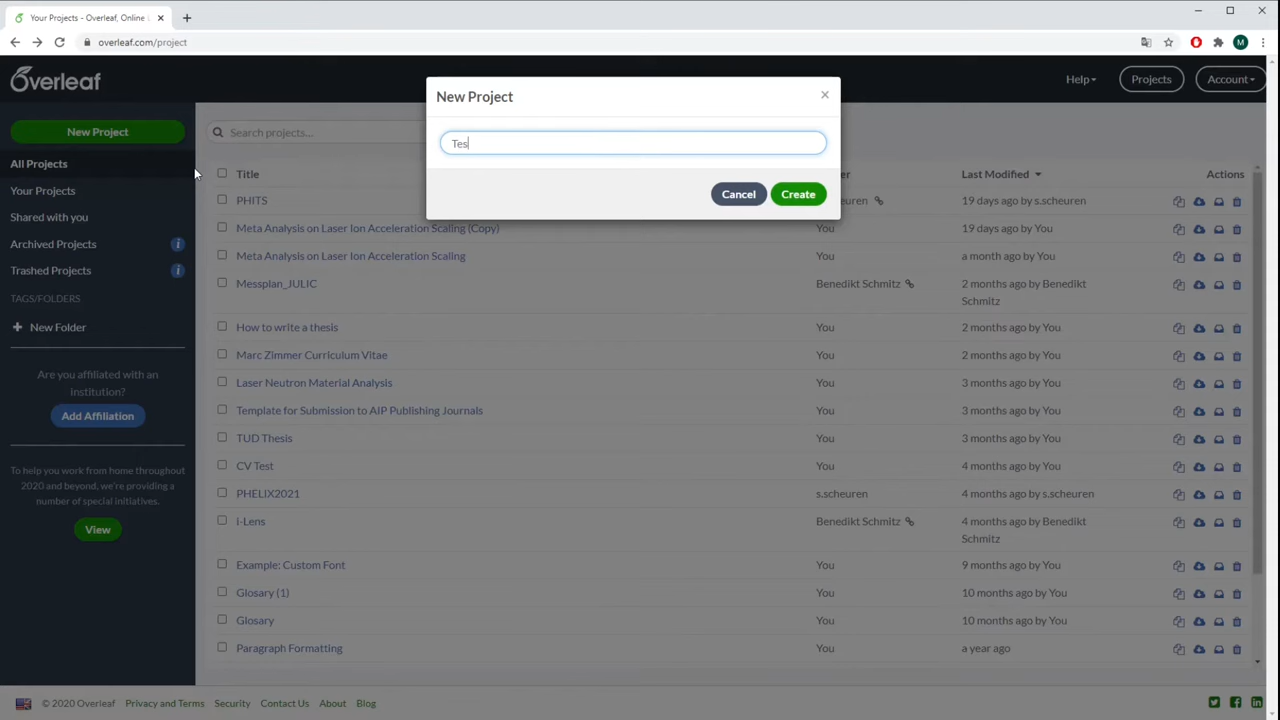 Your Projects - Overleaf, Online L
overleaf.com/project
M
Overleaf
Help
Projects
Account
New Project
Tes
Cancel
Create
New Project
Search projects...
All Projects
Your Projects
Shared with you
Archived Projects i
Trashed Projects i
TAGS/FOLDERS
New Folder
Are you affiliated with an
institution?
Add Affiliation
To help you work from home throughout
2020 and beyond, we're providing a
number of special initiatives.
View
Title
Last Modified
Actions
PHITS 19 days ago by s.scheuren
Meta Analysis on Laser Ion Acceleration Scaling (Copy) You 19 days ago by You
Meta Analysis on Laser Ion Acceleration Scaling You a month ago by You
Messplan_JULIC Benedikt Schmitz 2 months ago by Benedikt
Schmitz
How to write a thesis You 2 months ago by You
Marc Zimmer Curriculum Vitae You 2 months ago by You
Laser Neutron Material Analysis You 3 months ago by You
Template for Submission to AIP Publishing Journals You 3 months ago by You
TUD Thesis You 3 months ago by You
CV Test You 4 months ago by You
PHELIX2021 s.scheuren 4 months ago by s.scheuren
i-Lens Benedikt Schmitz 4 months ago by Benedikt
Schmitz
Example: Custom Font You 9 months ago by You
Glosary (1) You 10 months ago by You
Glosary You 10 months ago by You
Paragraph Formatting You a year ago
© 2020 Overleaf Privacy and Terms Security Contact Us About Blog